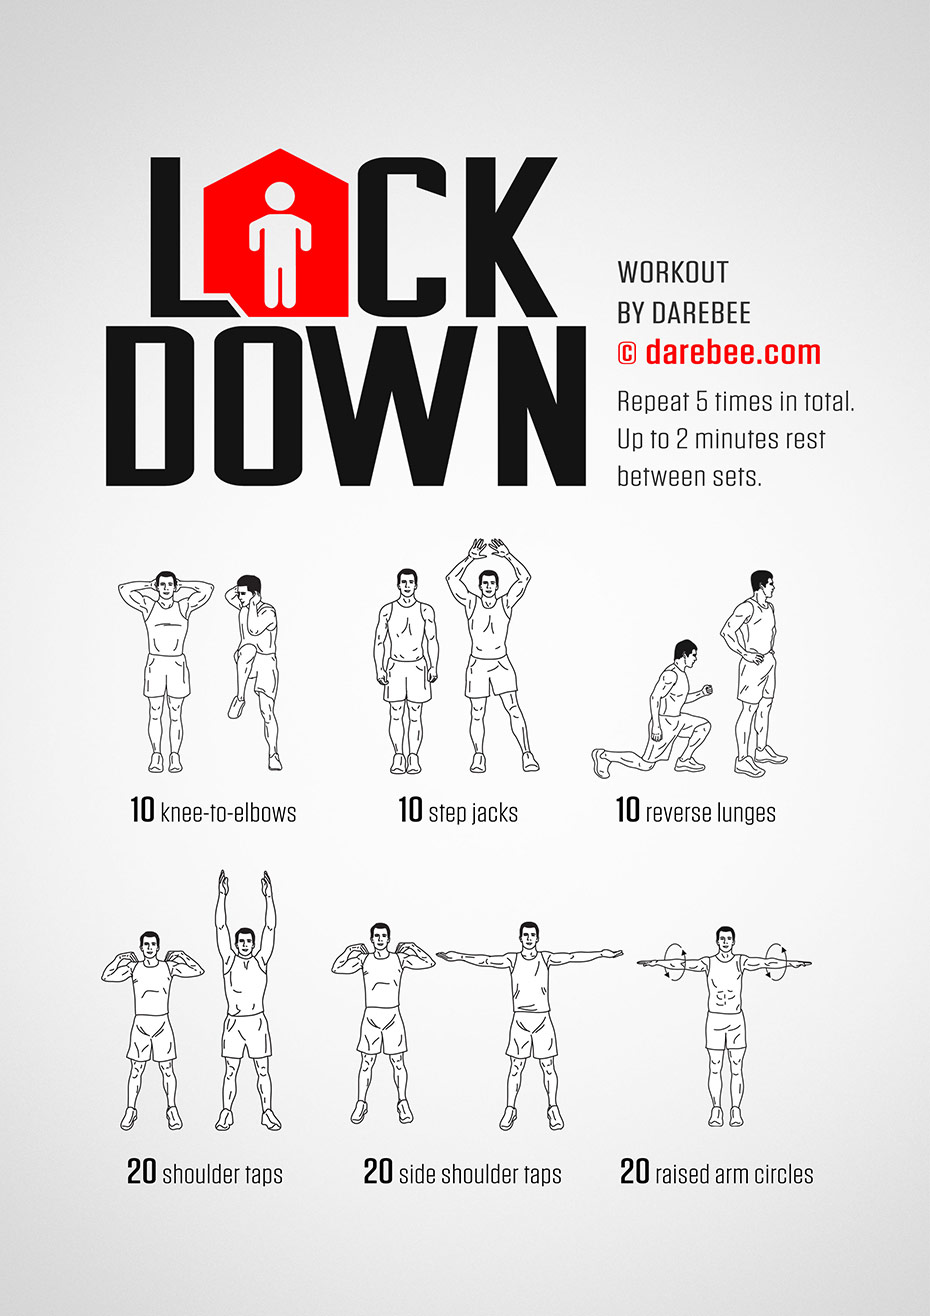 LOCK
DOWN
WORKOUT
BY DAREBEE
© darebee.com
Repeat 5 times in total.
Up to 2 minutes rest
between sets.
10 knee-to-elbows
10 step jacks
10 reverse lunges
20 shoulder taps
20 side shoulder taps
20 raised arm circles